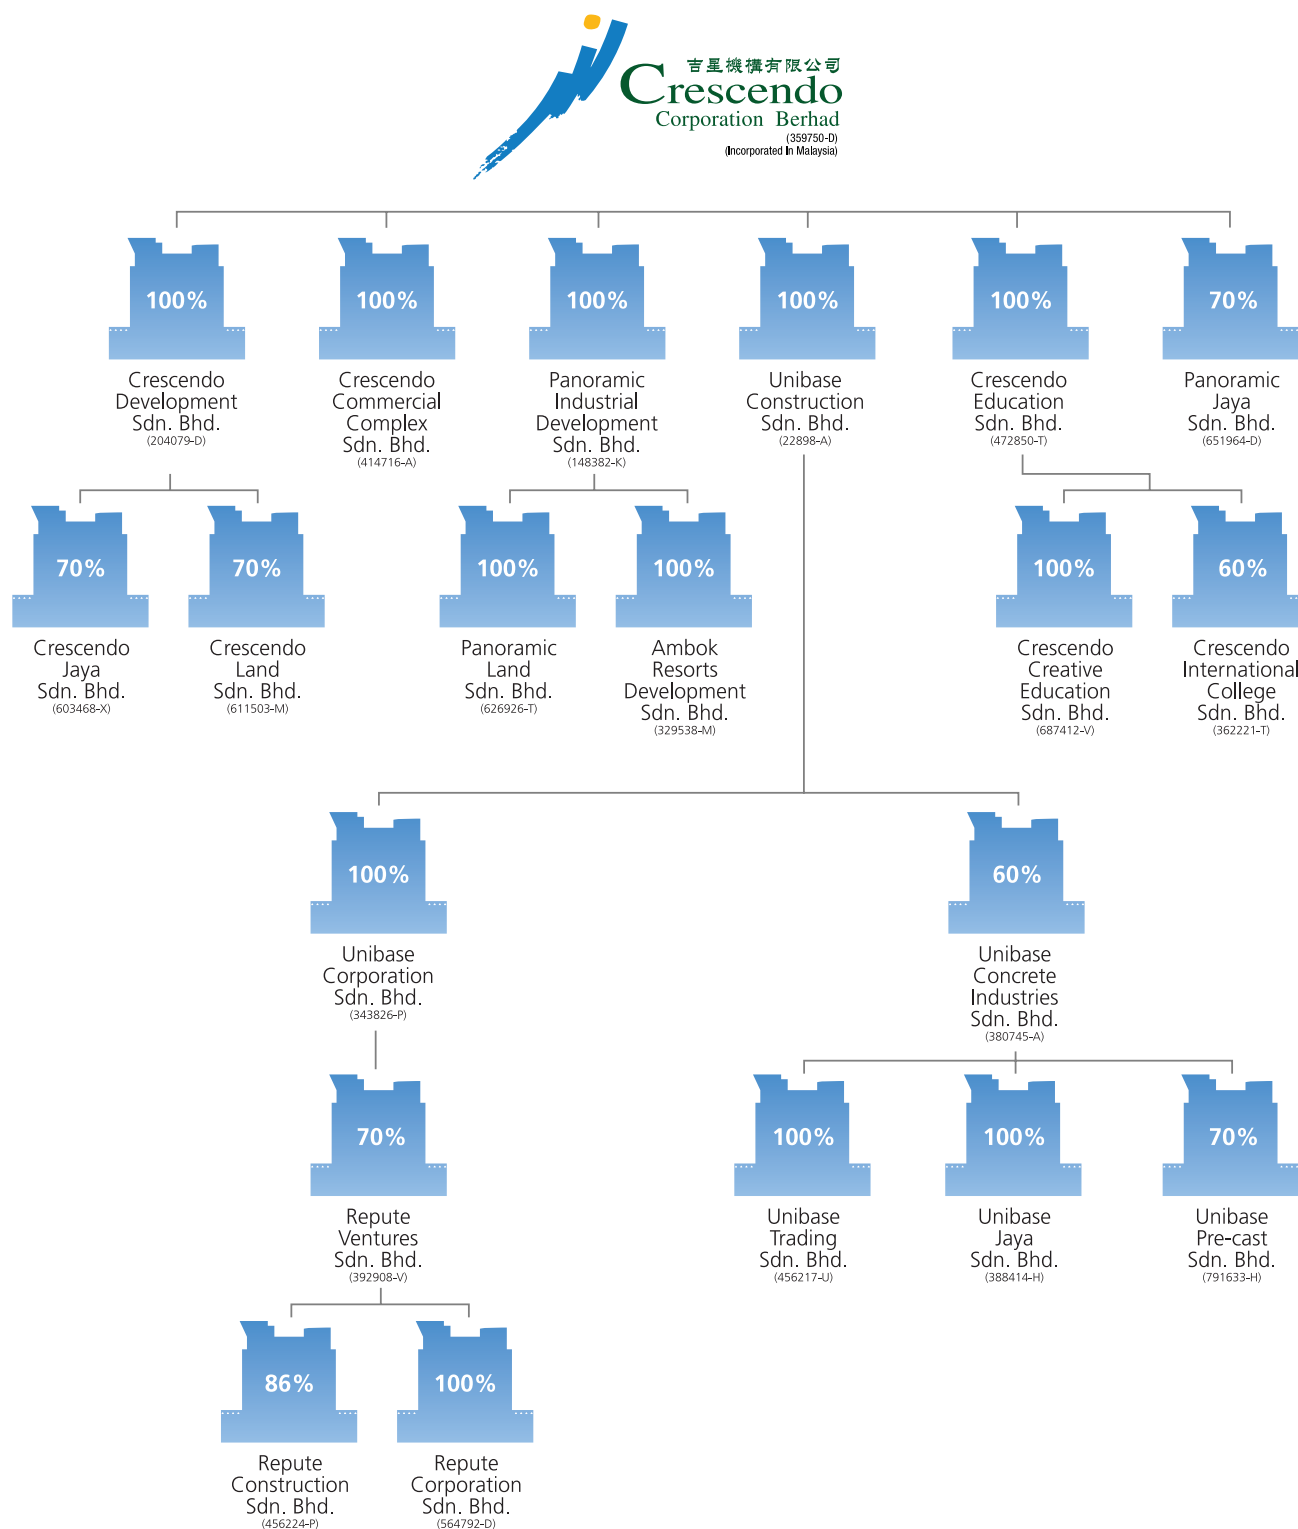 吉星機構有限公司
Crescendo
Corporation Berhad
(359750-D)
(Incorporated In Malaysia)
100%
100%
100%
100%
100%
70%
Crescendo
Development
Sdn. Bhd.
(204079-D)
Crescendo
Commercial
Complex
Sdn. Bhd.
(414716-A)
Panoramic
Industrial
Development
Sdn. Bhd.
(148382-K)
Unibase
Construction
Sdn. Bhd.
(22898-A)
Crescendo
Education
Sdn. Bhd.
(472850-T)
Panoramic
Jaya
Sdn. Bhd.
(651964-D)
70%
70%
100%
100%
100%
60%
Crescendo
Jaya
Sdn. Bhd.
(603468-X)
Crescendo
Land
Sdn. Bhd.
(611503-M)
Panoramic
Land
Sdn. Bhd.
(626926-T)
Ambok
Resorts
Development
Sdn. Bhd.
(329538-M)
Crescendo
Creative
Education
Sdn. Bhd.
(687412-V)
Crescendo
International
College
Sdn. Bhd.
(362221-T)
100%
60%
Unibase
Corporation
Sdn. Bhd.
(343826-P)
Unibase
Concrete
Industries
Sdn. Bhd.
(380745-A)
70%
100%
100%
70%
Repute
Ventures
Sdn. Bhd.
(392908-V)
Unibase
Trading
Sdn. Bhd.
(456217-U)
Unibase
Jaya
Sdn. Bhd.
(388414-H)
Unibase
Pre-cast
Sdn. Bhd.
(791633-H)
86%
100%
Repute
Construction
Sdn. Bhd.
(456224-P)
Repute
Corporation
Sdn. Bhd.
(564792-D)